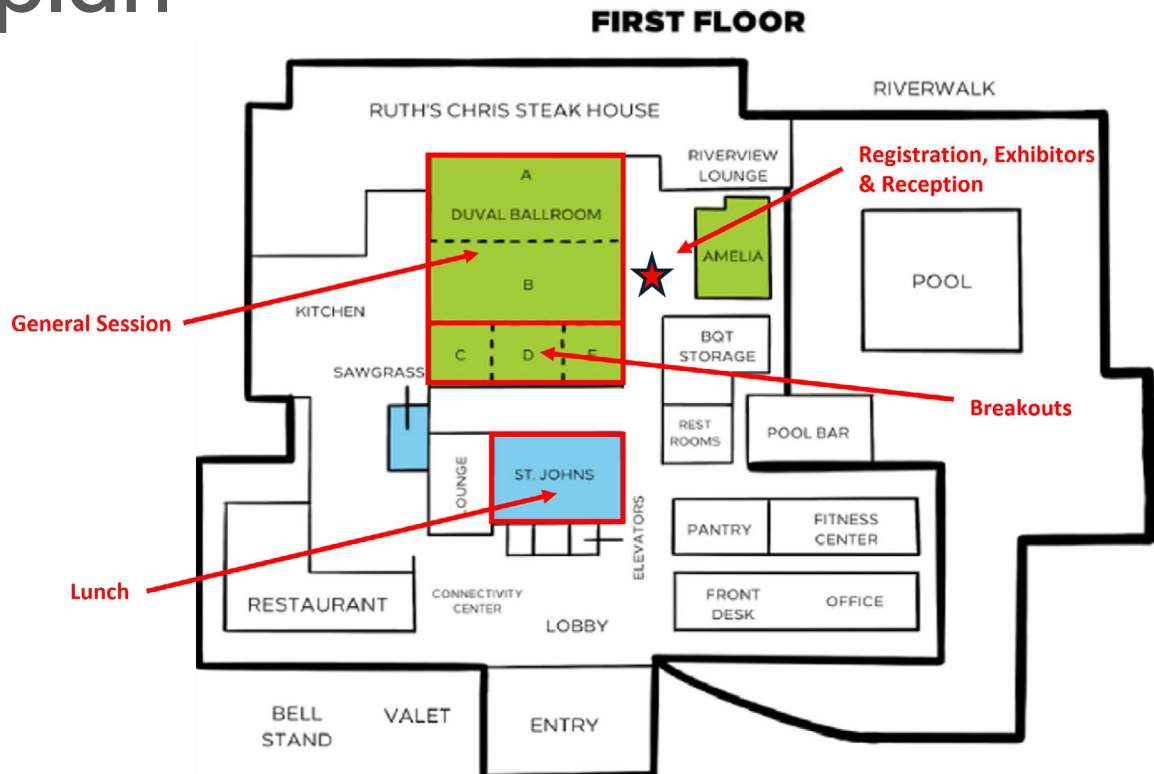 plan
FIRST FLOOR
RIVERWALK
RUTH'S CHRIS STEAK HOUSE
RIVERVIEW
LOUNGE
Registration, Exhibitors
& Reception
A
DUVAL BALLROOM
AMELIA
POOL
B
General Session
KITCHEN
BQT
STORAGE
C
D
E
SAWGRASS
Breakouts
REST
ROOMS
POOL BAR
LOUNGE
ST. JOHNS
ELEVATORS
PANTRY
FITNESS
CENTER
Lunch
RESTAURANT
CONNECTIVITY
CENTER
FRONT
DESK
OFFICE
LOBBY
BELL
STAND
VALET
ENTRY